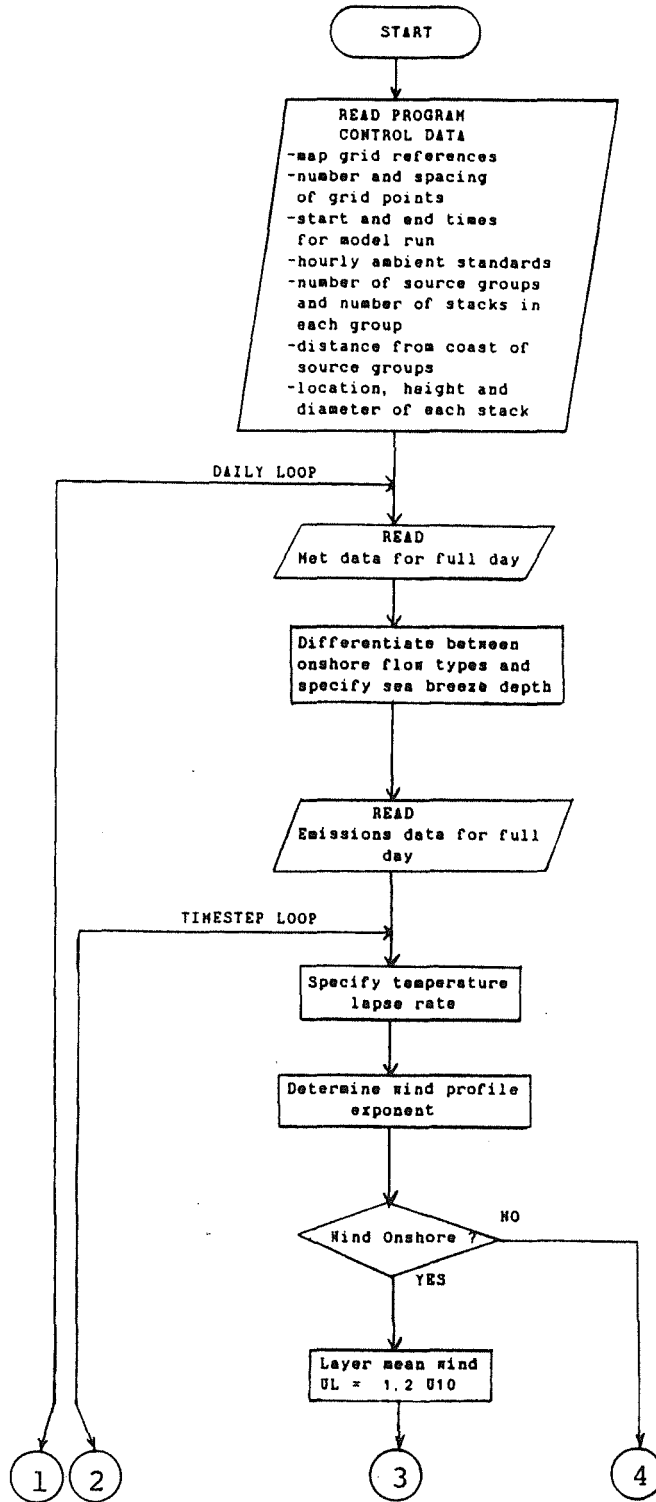 START
READ PROGRAM
CONTROL DATA
-map grid references
-number and spacing
of grid points
-start and end times
for model run
-hourly ambient standards
-number of source groups
and number of stacks in
each group
-distance from coast of
source groups
-location, height and
diameter of each stack
DAILY LOOP
READ
Met data for full day
Differentiate between
onshore flow types and
specify sea breeze depth
READ
Emissions data for full
day
TIMESTEP LOOP
Specify temperature
lapse rate
Determine wind profile
exponent
Wind Onshore ?
NO
YES
Layer mean wind
UL = 1.2 U10
1
2
3
4